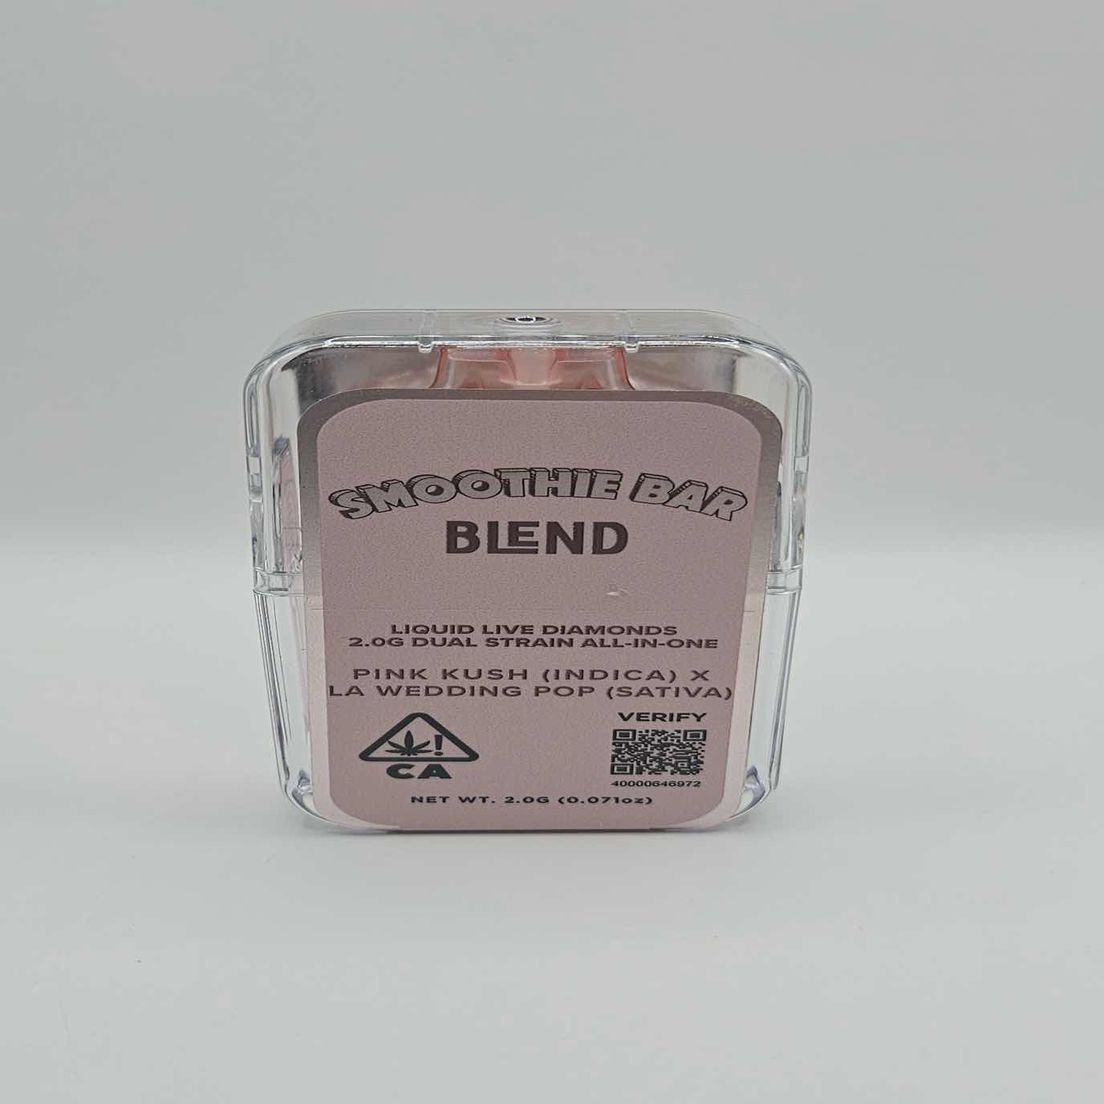 SMOOTHIE BAR
BLEND
LIQUID LIVE DIAMONDS
2.0G DUAL STRAIN ALL-IN-ONE
PINK KUSH (INDICA) X
LA WEDDING POP (SATIVA)
!
CA
VERIFY
40000646972
NET WT. 2.0G (0.071oz)